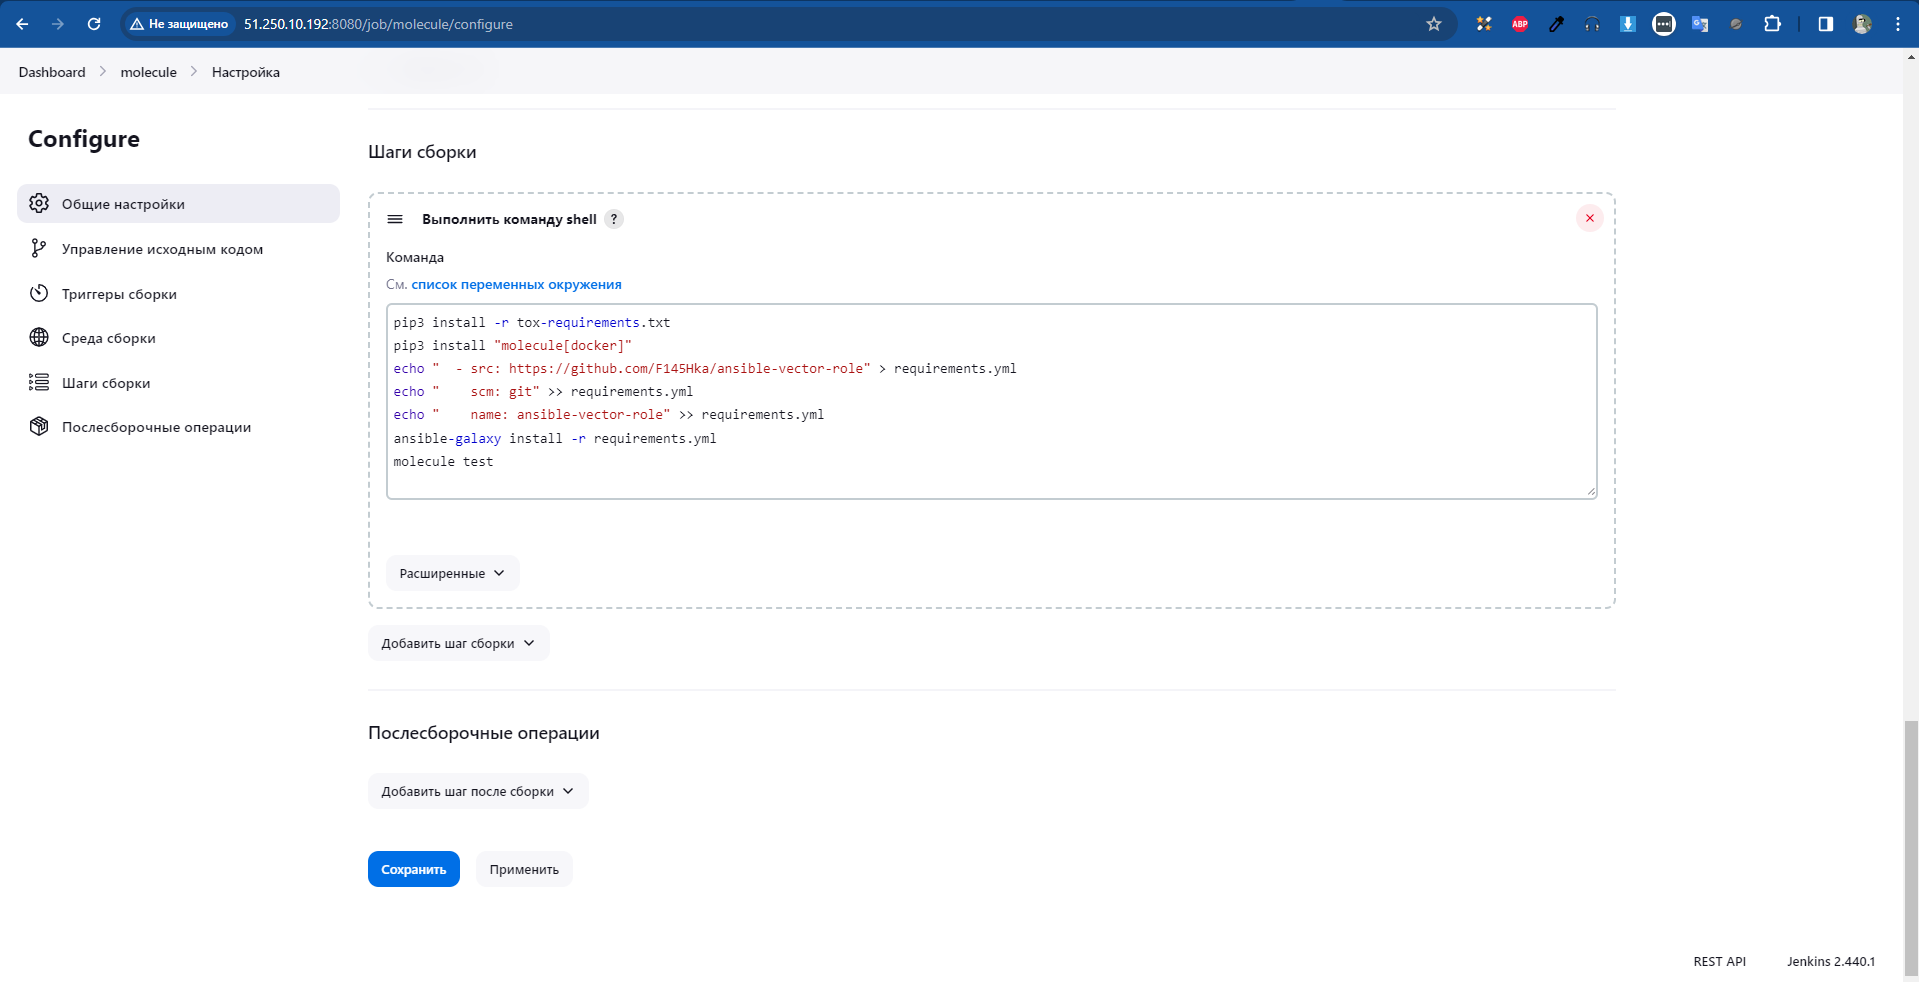 Не защищено 51.250.10.192:8080/job/molecule/configure
ABP
Dashboard molecule Настройка
Configure
Общие настройки
Управление исходным кодом
Триггеры сборки
Среда сборки
Шаги сборки
Послесборочные операции
Шаги сборки
Выполнить команду shell ?
Команда
См. список переменных окружения
pip3 install -r tox-requirements.txt
pip3 install "molecule[docker]"
echo "  - src: https://github.com/F145Hka/ansible-vector-role" > requirements.yml
echo "    scm: git" >> requirements.yml
echo "    name: ansible-vector-role" >> requirements.yml
ansible-galaxy install -r requirements.yml
molecule test
Расширенные
Добавить шаг сборки
Послесборочные операции
Добавить шаг после сборки
Сохранить Применить
REST API Jenkins 2.440.1